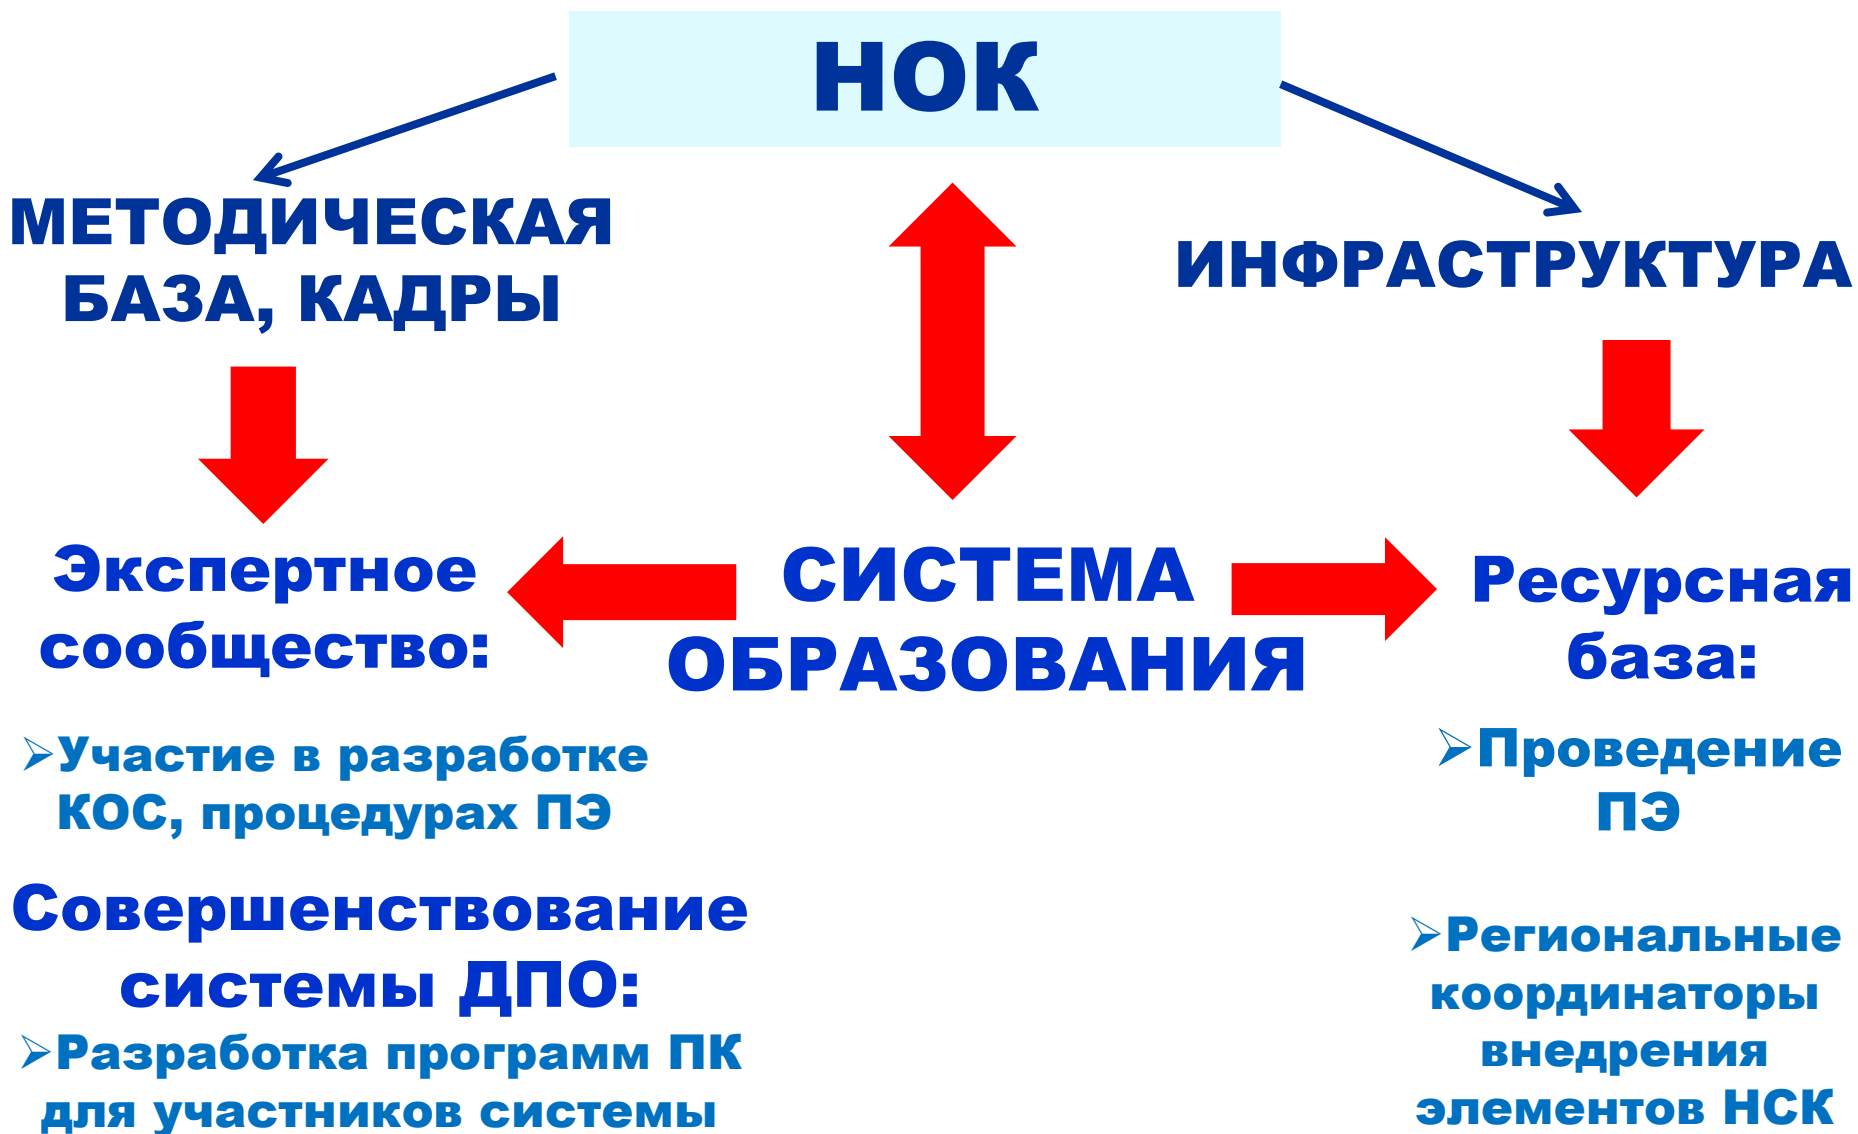 НОК
МЕТОДИЧЕСКАЯ
БАЗА, КАДРЫ
ИНФРАСТРУКТУРА
Экспертное
сообщество:
СИСТЕМА
ОБРАЗОВАНИЯ
Ресурсная
база:
➢Участие в разработке
КОС, процедурах ПЭ
➢Проведение
ПЭ
Совершенствование
системы ДПО:
➢Разработка программ ПК
для участников системы
➢Региональные
координаторы
внедрения
элементов НСК